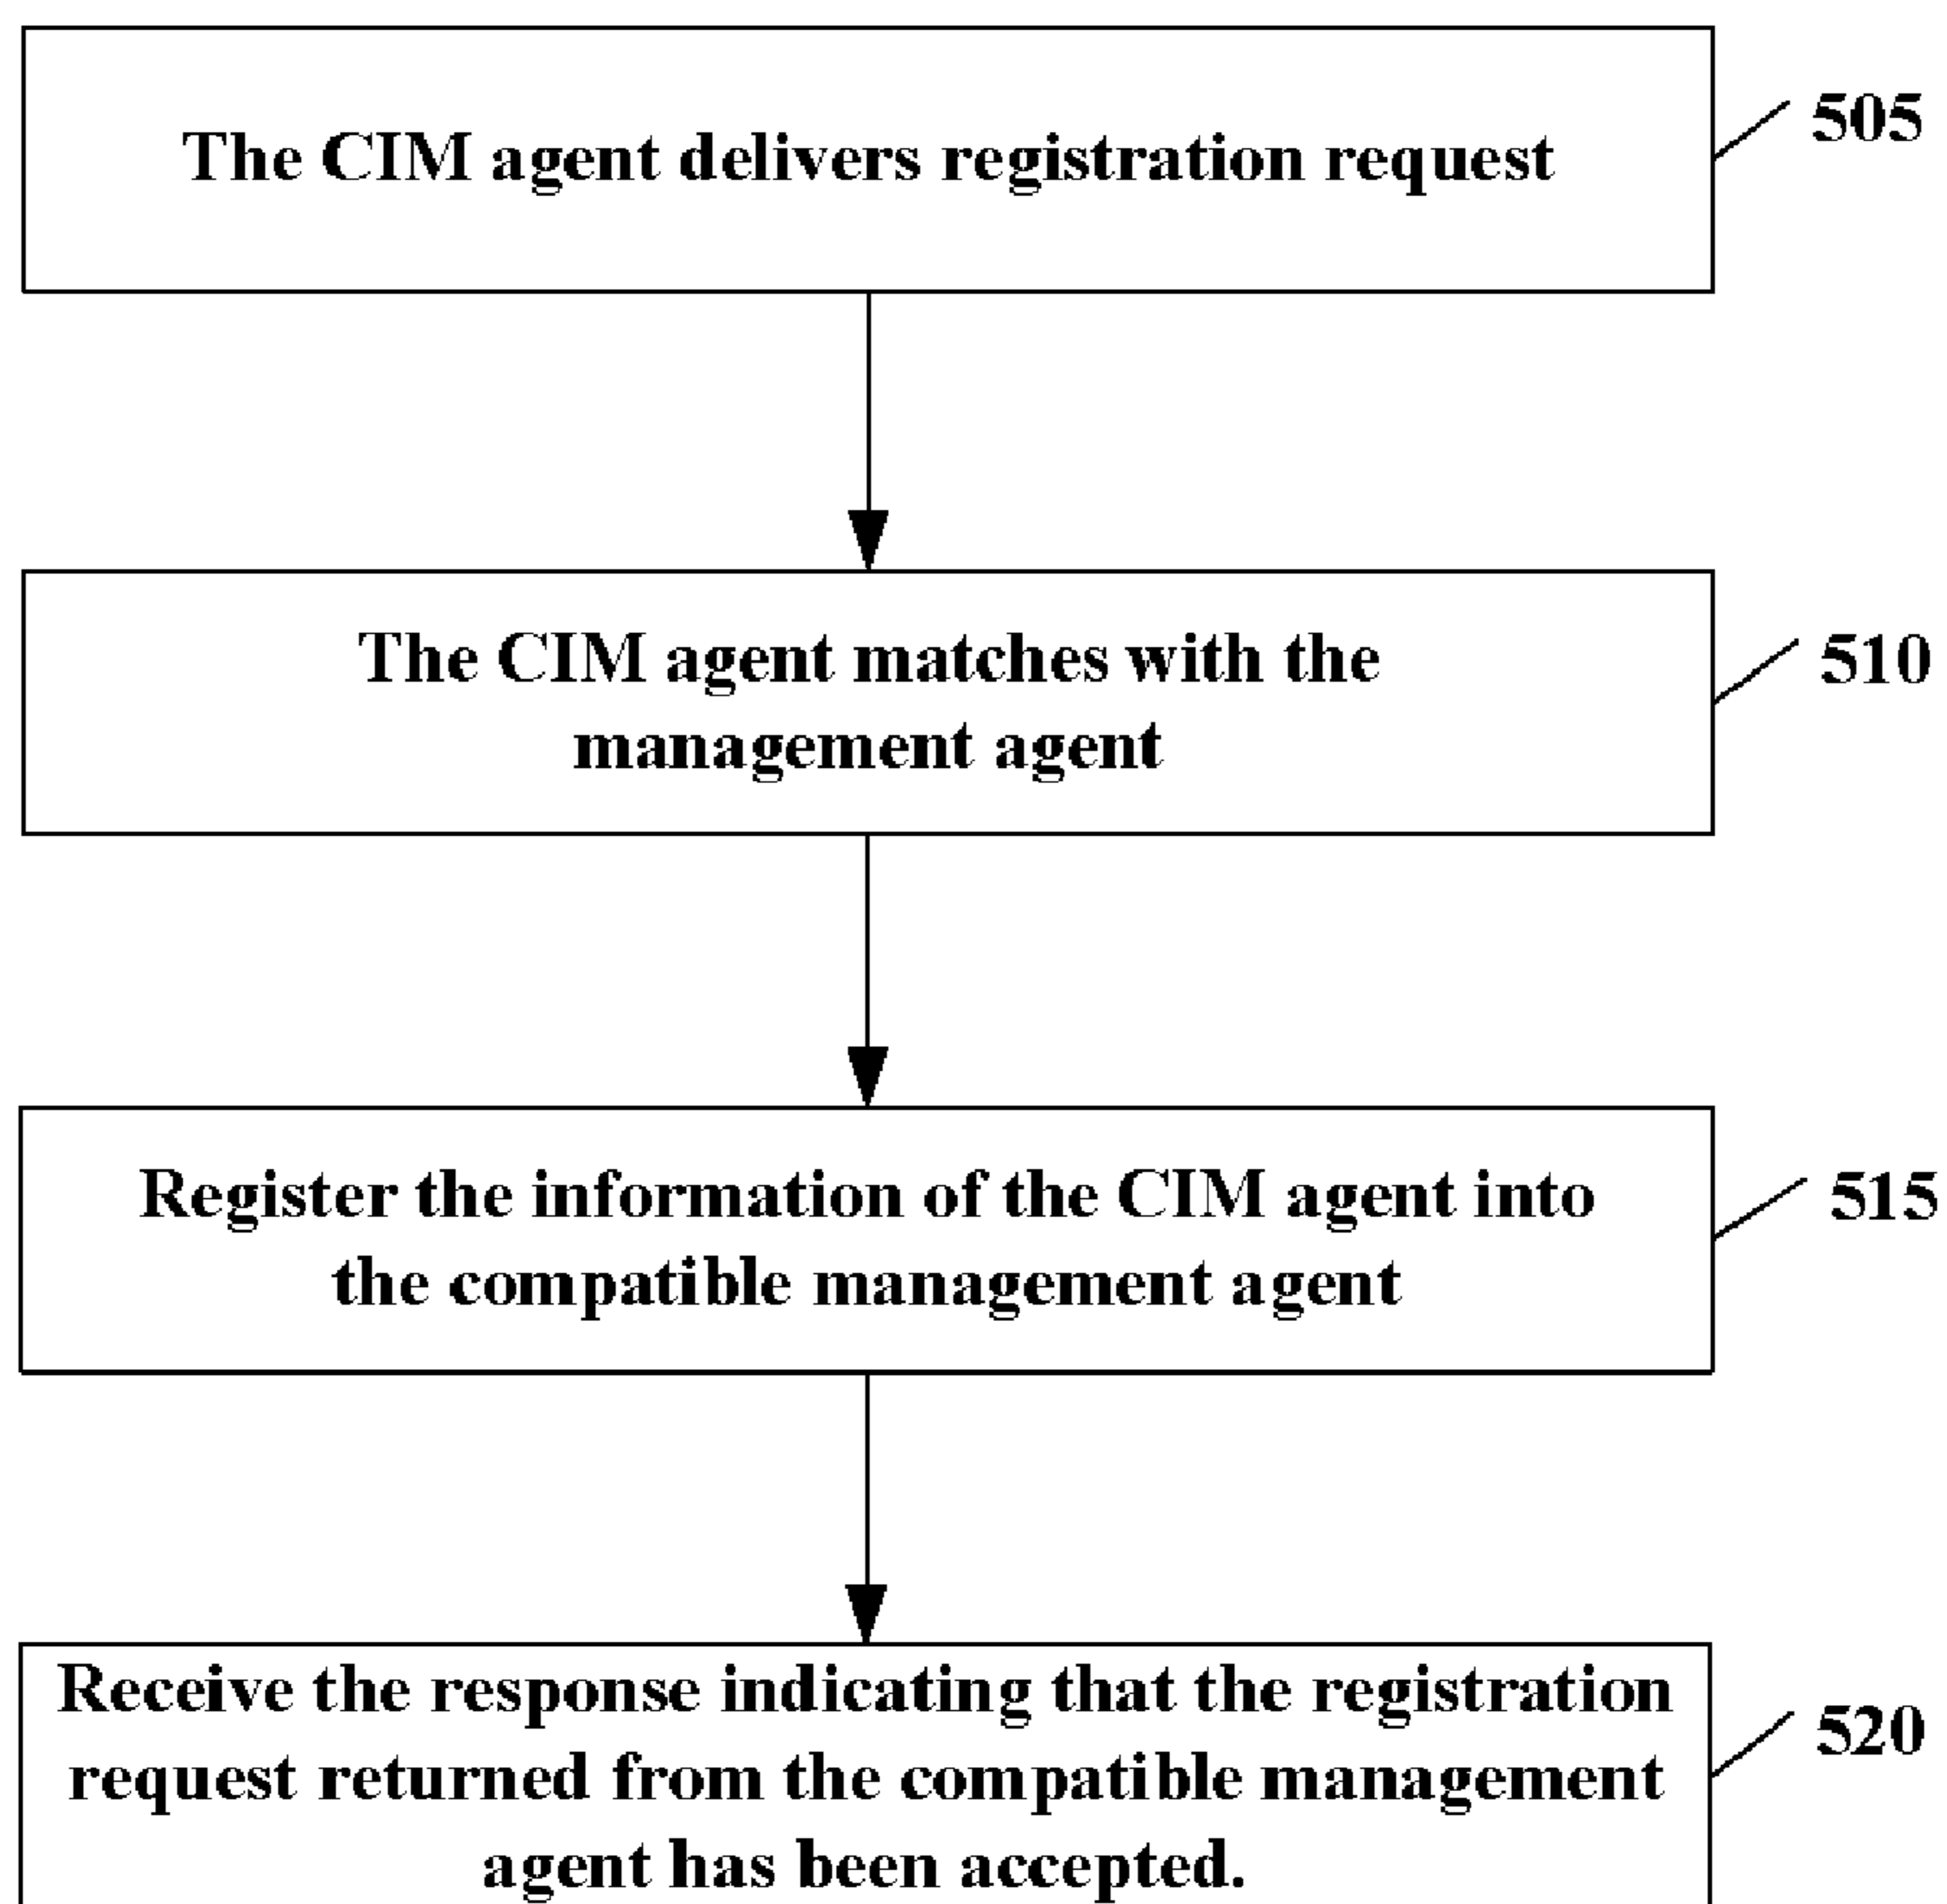 The CIM agent delivers registration request
505
The CIM agent matches with the
management agent
510
Register the information of the CIM agent into
the compatible management agent
515
Receive the response indicating that the registration
request returned from the compatible management
agent has been accepted.
520